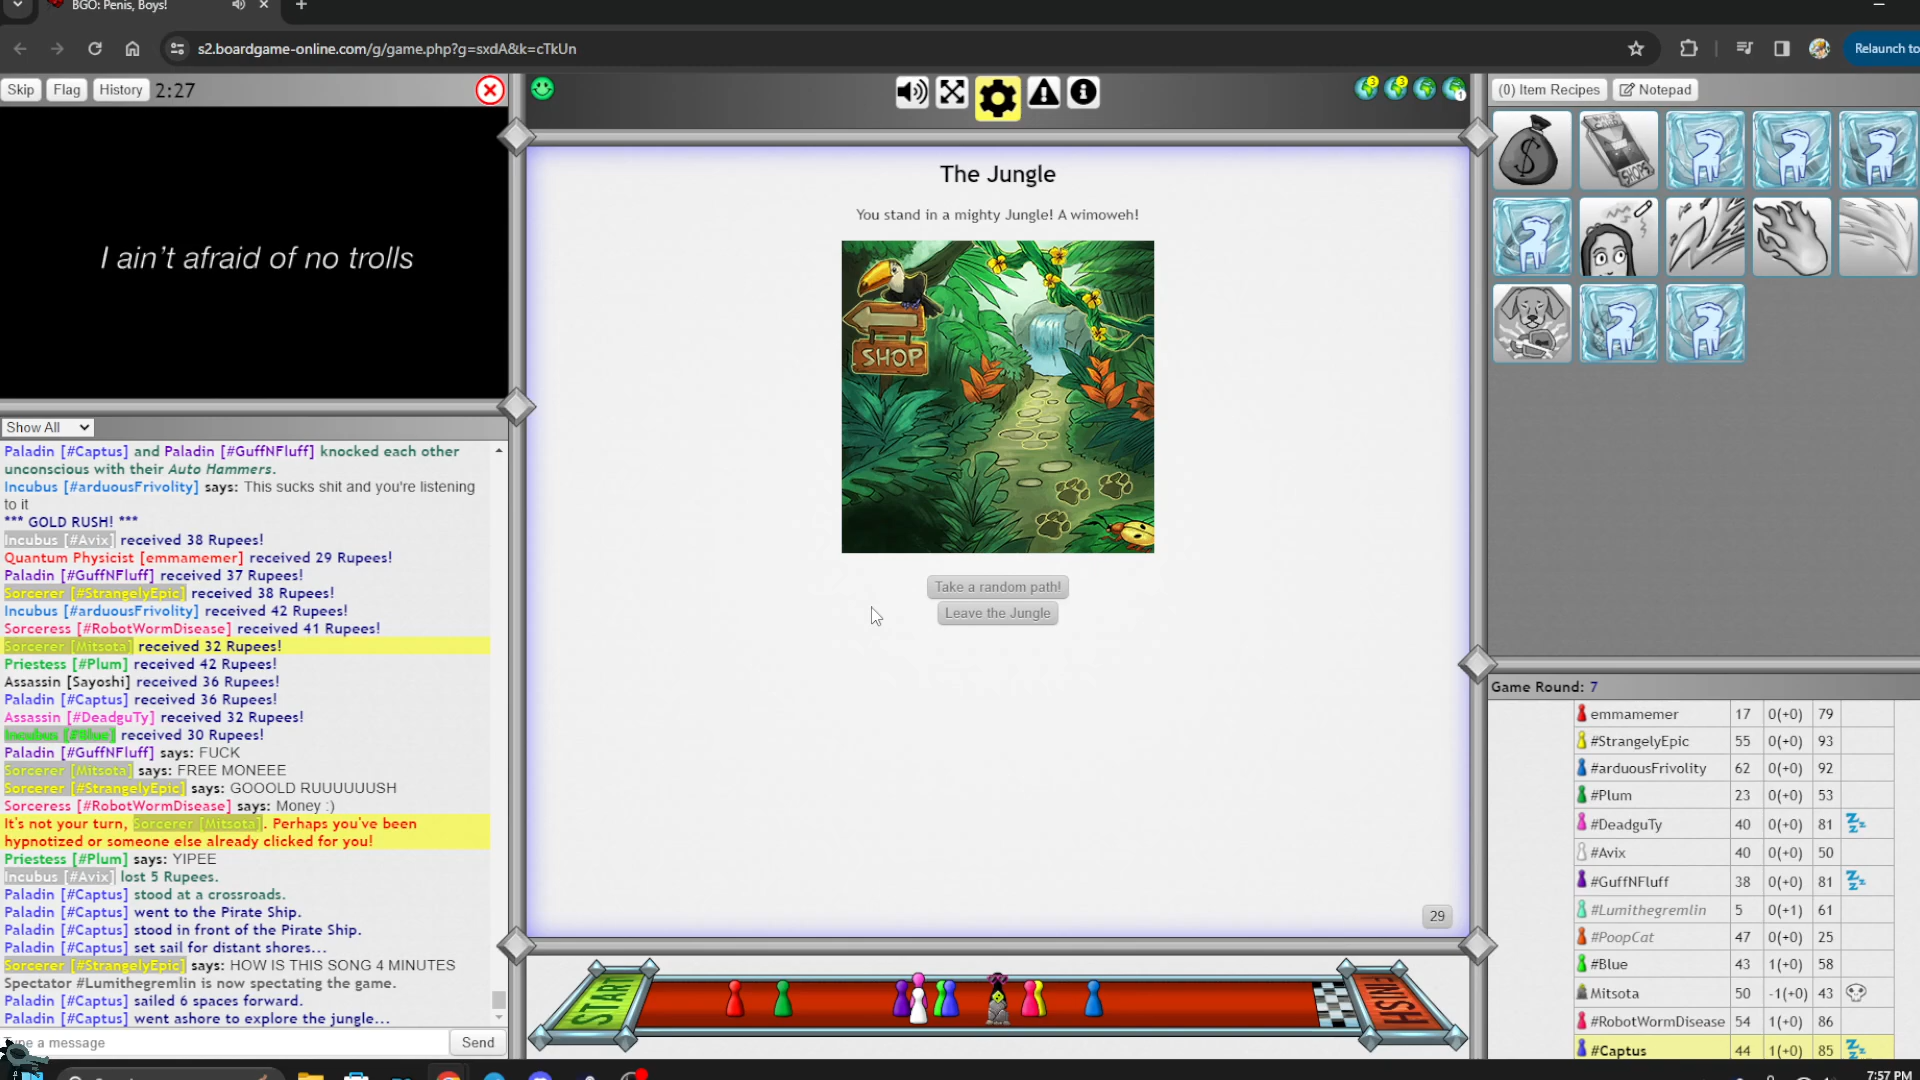 BGO: Penis, Boys!
s2.boardgame-online.com/g/game.php?g=sxdA&k=cTkUn
Relaunch to
Skip
Flag
History
2:27
3
3
1
(0) Item Recipes
Notepad
I ain't afraid of no trolls
The Jungle
You stand in a mighty Jungle! A wimoweh!
SHOP
Take a random path!
Leave the Jungle
29
Show All
Paladin [#Captus] and Paladin [#GuffNFluff] knocked each other
unconscious with their Auto Hammers.
Incubus [#arduousFrivolity] says: This sucks shit and you're listening
to it
*** GOLD RUSH! ***
Incubus [#Avix] received 38 Rupees!
Quantum Physicist [emmamemer] received 29 Rupees!
Paladin [#GuffNFluff] received 37 Rupees!
Sorcerer [#StrangelyEpic] received 38 Rupees!
Incubus [#arduousFrivolity] received 42 Rupees!
Sorceress [#RobotWormDisease] received 41 Rupees!
Sorcerer [Mitsota] received 32 Rupees!
Priestess [#Plum] received 42 Rupees!
Assassin [Sayoshi] received 36 Rupees!
Paladin [#Captus] received 36 Rupees!
Assassin [#DeadguTy] received 32 Rupees!
Incubus [#Blue] received 30 Rupees!
Paladin [#GuffNFluff] says: FUCK
Sorcerer [Mitsota] says: FREE MONEEE
Sorcerer [#StrangelyEpic] says: GOOOLD RUUUUUUSH
Sorceress [#RobotWormDisease] says: Money :)
It's not your turn, Sorcerer [Mitsota]. Perhaps you've been
hypnotized or someone else already clicked for you!
Priestess [#Plum] says: YIPEE
Incubus [#Avix] lost 5 Rupees.
Paladin [#Captus] stood at a crossroads.
Paladin [#Captus] went to the Pirate Ship.
Paladin [#Captus] stood in front of the Pirate Ship.
Paladin [#Captus] set sail for distant shores...
Sorcerer [#StrangelyEpic] says: HOW IS THIS SONG 4 MINUTES
Spectator #Lumithegremlin is now spectating the game.
Paladin [#Captus] sailed 6 spaces forward.
Paladin [#Captus] went ashore to explore the jungle...
a message
Send
START
FINISH
Game Round: 7
emmamemer 17 0(+0) 79
#StrangelyEpic 55 0(+0) 93
#arduousFrivolity 62 0(+0) 92
#Plum 23 0(+0) 53
#DeadguTy 40 0(+0) 81
#Avix 40 0(+0) 50
#GuffNFluff 38 0(+0) 81
#Lumithegremlin 5 0(+1) 61
#PoopCat 47 0(+0) 25
#Blue 43 1(+0) 58
Mitsota 50 -1(+0) 43
#RobotWormDisease 54 1(+0) 86
#Captus 44 1(+0) 85
7:57 PM